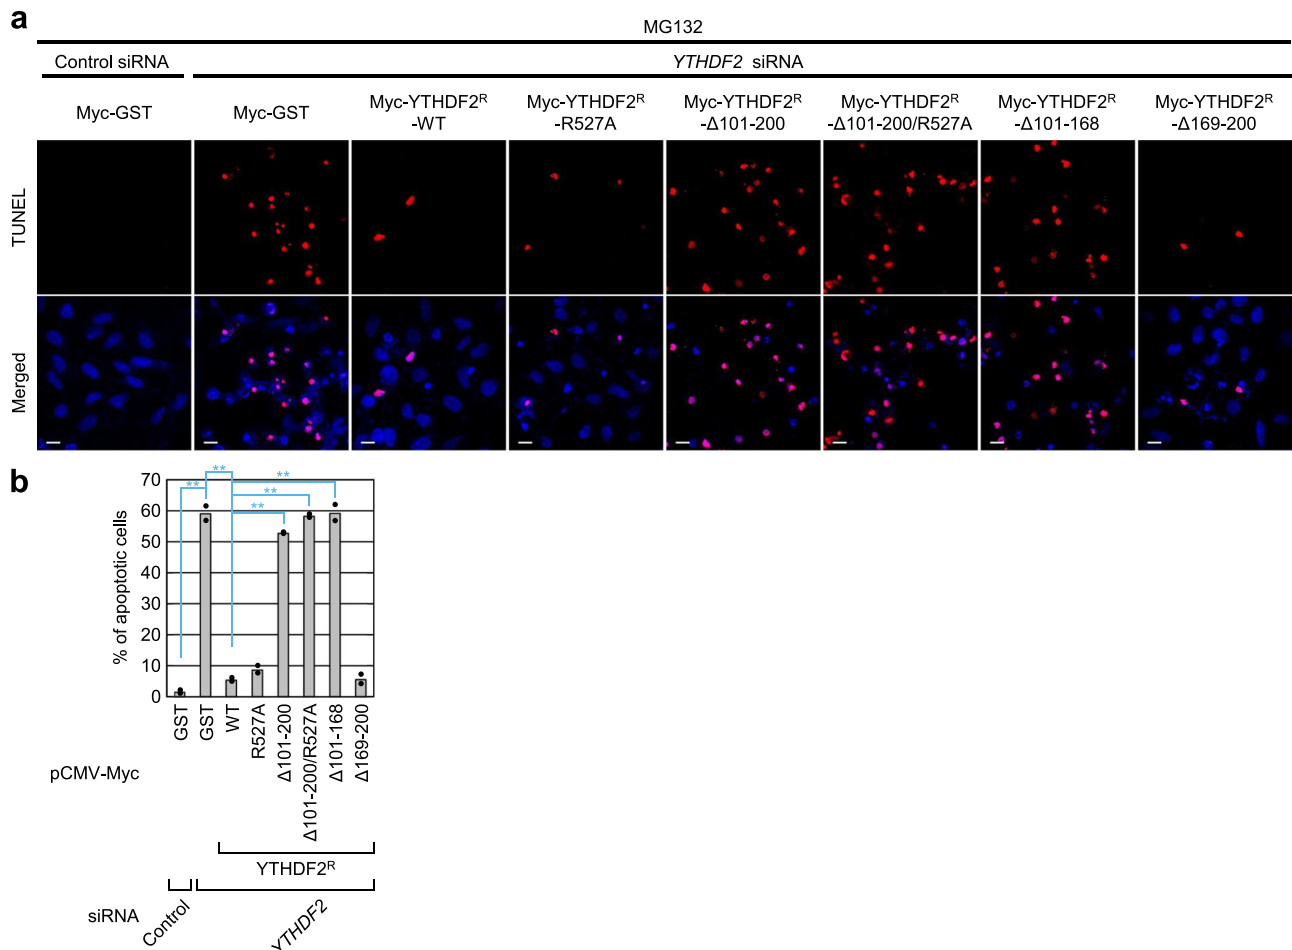 a
MG132
Control siRNA
YTHDF2 siRNA
Myc-GST
Myc-GST
Myc-YTHDF2ᴿ
-WT
Myc-YTHDF2ᴿ
-R527A
Myc-YTHDF2ᴿ
-Δ101-200
Myc-YTHDF2ᴿ
-Δ101-200/R527A
Myc-YTHDF2ᴿ
-Δ101-168
Myc-YTHDF2ᴿ
-Δ169-200
TUNEL
Merged
b
% of apoptotic cells
70
60
50
40
30
20
10
0
**
**
**
**
**
pCMV-Myc
GST
GST
WT
R527A
Δ101-200
Δ101-200/R527A
Δ101-168
Δ169-200
YTHDF2ᴿ
siRNA
Control
YTHDF2